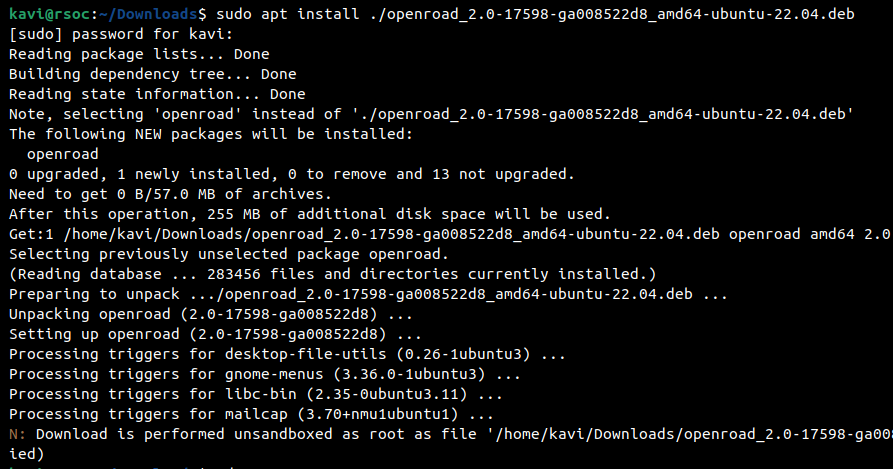 kavi@rsoc:~/Downloads$ sudo apt install ./openroad_2.0-17598-ga008522d8_amd64-ubuntu-22.04.deb
[sudo] password for kavi:
Reading package lists... Done
Building dependency tree... Done
Reading state information... Done
Note, selecting 'openroad' instead of './openroad_2.0-17598-ga008522d8_amd64-ubuntu-22.04.deb'
The following NEW packages will be installed:
  openroad
0 upgraded, 1 newly installed, 0 to remove and 13 not upgraded.
Need to get 0 B/57.0 MB of archives.
After this operation, 255 MB of additional disk space will be used.
Get:1 /home/kavi/Downloads/openroad_2.0-17598-ga008522d8_amd64-ubuntu-22.04.deb openroad amd64 2.0
Selecting previously unselected package openroad.
(Reading database ... 283456 files and directories currently installed.)
Preparing to unpack .../openroad_2.0-17598-ga008522d8_amd64-ubuntu-22.04.deb ...
Unpacking openroad (2.0-17598-ga008522d8) ...
Setting up openroad (2.0-17598-ga008522d8) ...
Processing triggers for desktop-file-utils (0.26-1ubuntu3) ...
Processing triggers for gnome-menus (3.36.0-1ubuntu3) ...
Processing triggers for libc-bin (2.35-0ubuntu3.11) ...
Processing triggers for mailcap (3.70+nmu1ubuntu1) ...
N: Download is performed unsandboxed as root as file '/home/kavi/Downloads/openroad_2.0-17598-ga00
ied)